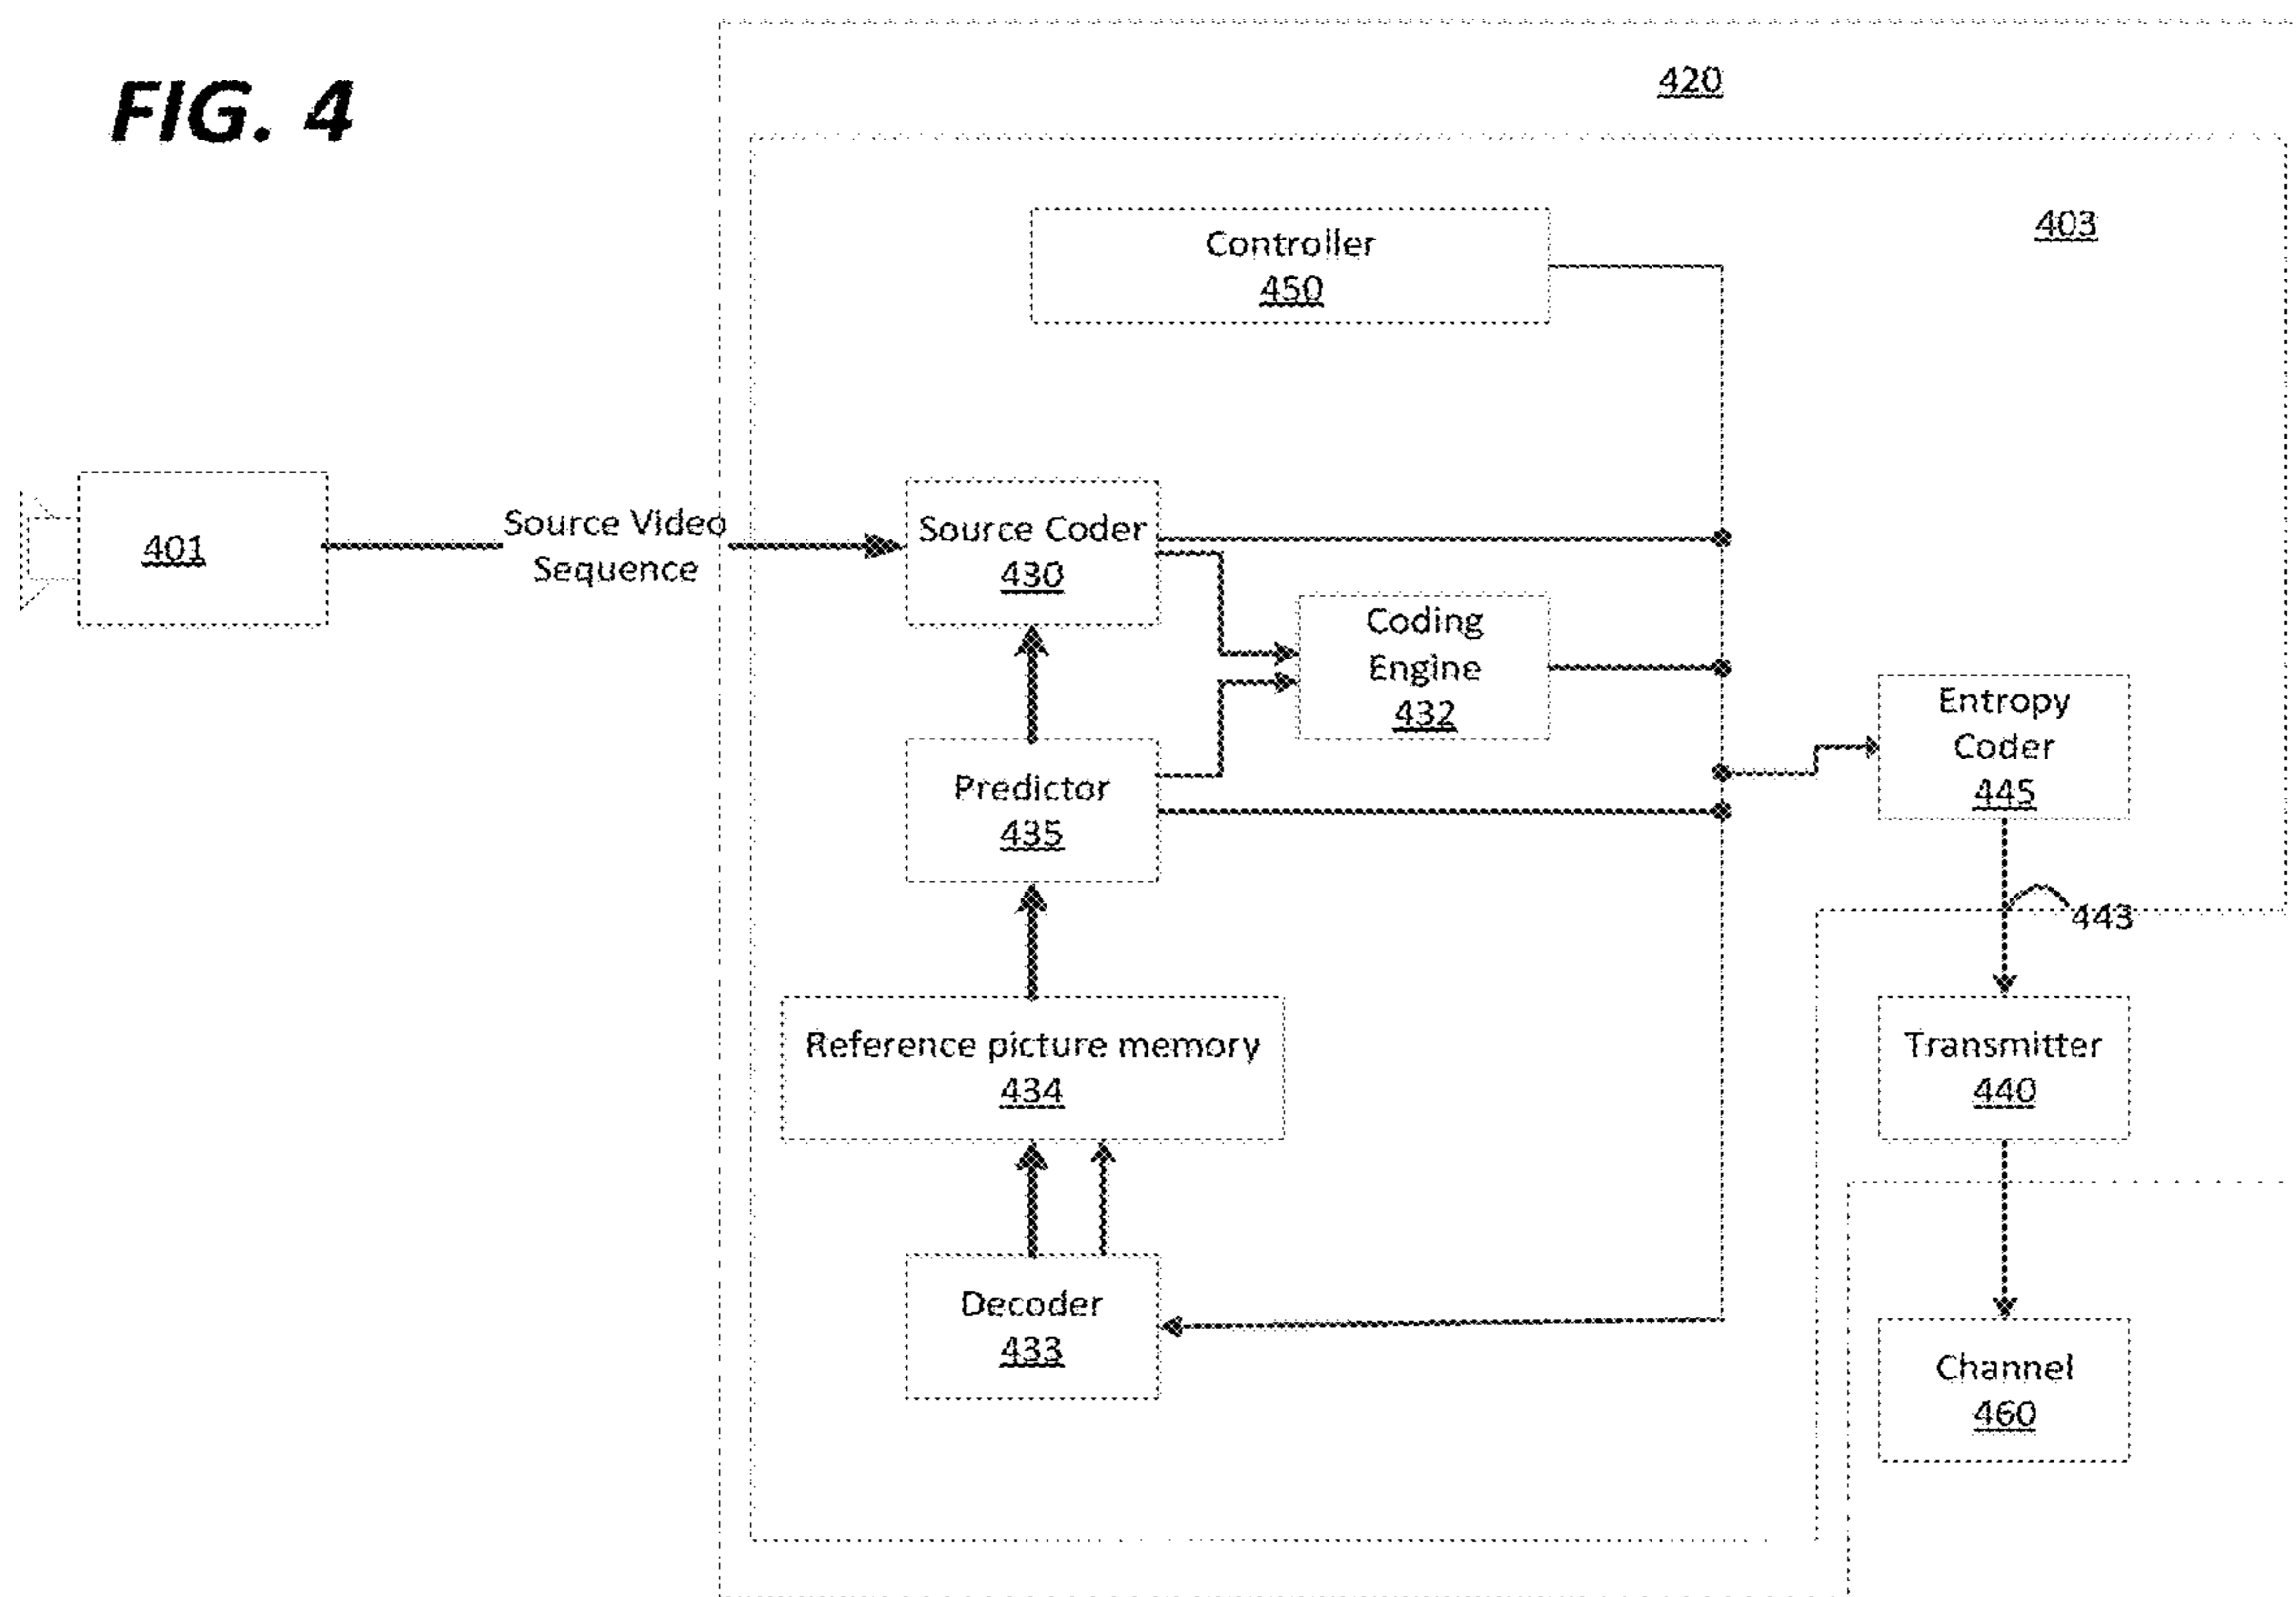 FIG. 4
420
403
Controller
450
401
Source Video
Sequence
Source Coder
430
Coding
Engine
432
Entropy
Coder
445
Predictor
435
443
Reference picture memory
434
Transmitter
440
Decoder
433
Channel
460